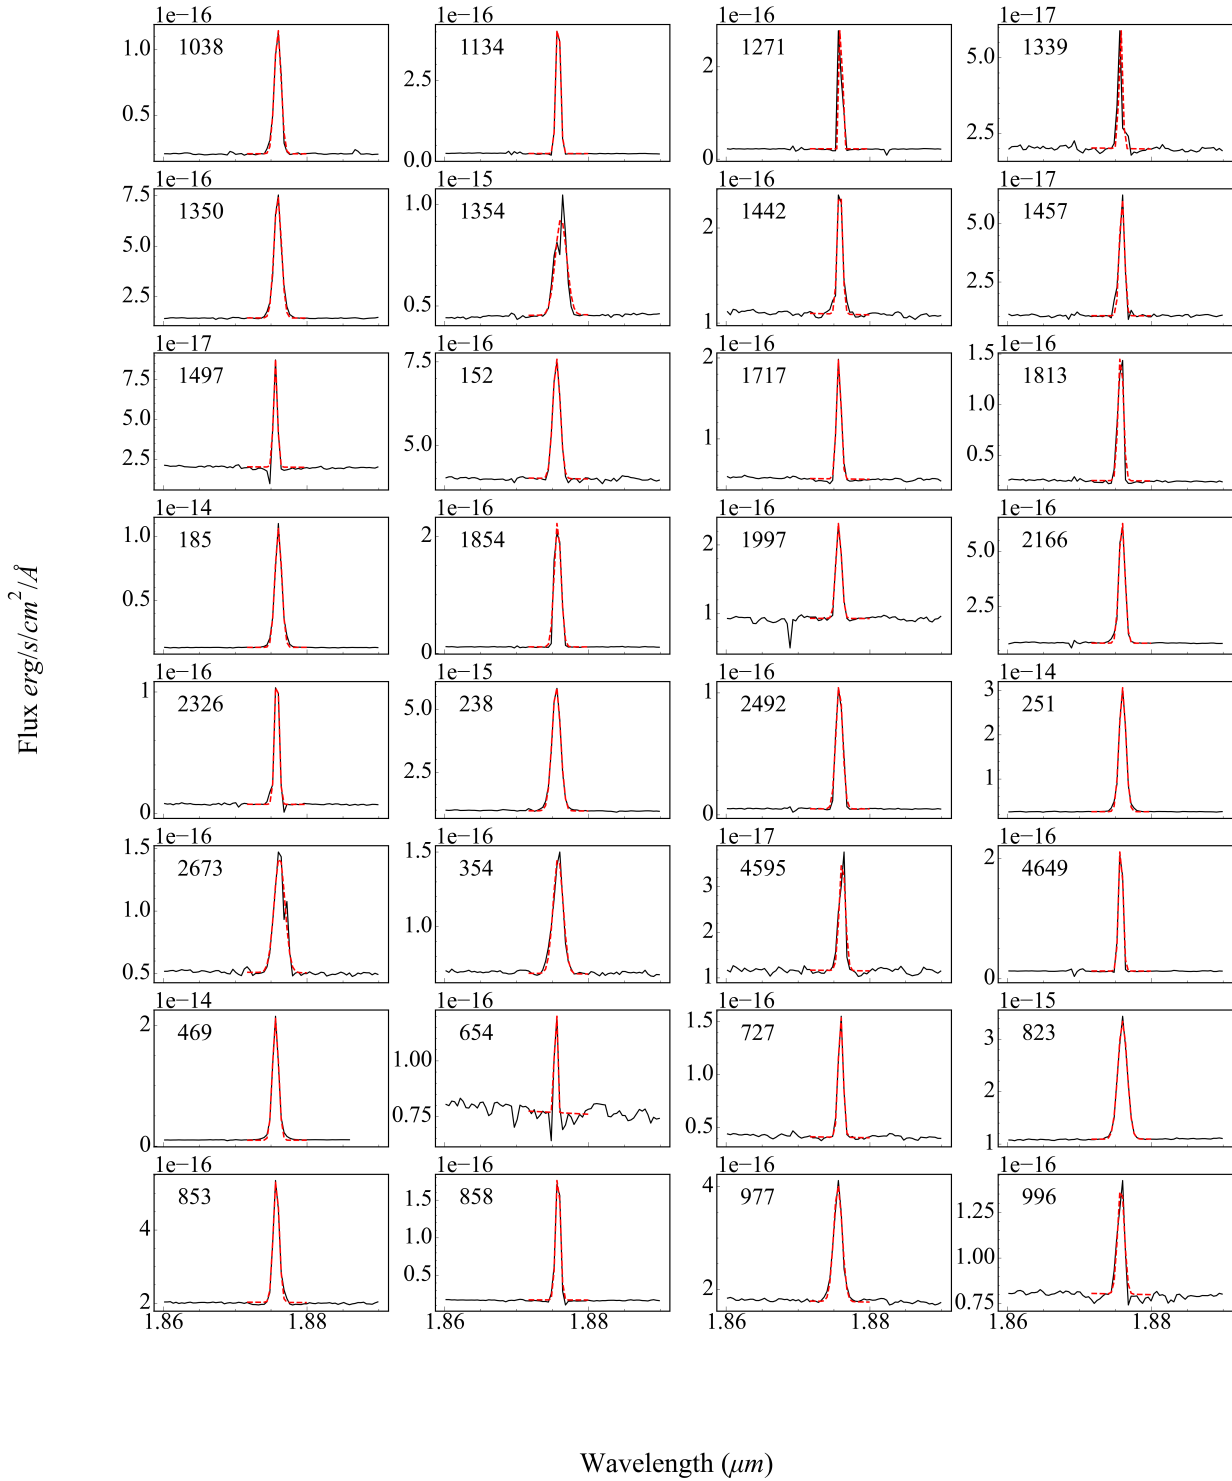 1e−16 1e−16 1e−16 1e−17
1038 1134 1271 1339
1.0 2.5 2 5.0
0.5 0.0 0 2.5
1e−16 1e−15 1e−16 1e−17
1350 1354 1442 1457
7.5 1.0 2 5.0
5.0 0.5 1 2.5
2.5
1e−17 1e−16 1e−16 1e−16
1497 152 1717 1813
7.5 7.5 2 1.5
5.0 5.0 1 1.0
2.5 0.5
1e−14 1e−16 1e−16 1e−16
185 1854 1997 2166
1.0 2 2 5.0
0.5 0 1 2.5
Flux erg/s/cm²/Å
1e−16 1e−15 1e−16 1e−14
2326 238 2492 251
1 5.0 1 3
0 2.5 0 2
1
1e−16 1e−16 1e−17 1e−16
2673 354 4595 4649
1.5 1.5 3 2
1.0 1.0 2 0
0.5 1
1e−14 1e−16 1e−16 1e−15
469 654 727 823
2 1.00 1.5 3
0 0.75 1.0 2
0.5 1
1e−16 1e−16 1e−16 1e−16
853 858 977 996
4 1.5 4 1.25
2 1.0 2 1.00
0.5 0.75
1.86 1.88 1.86 1.88 1.86 1.88 1.86 1.88
Wavelength (μm)